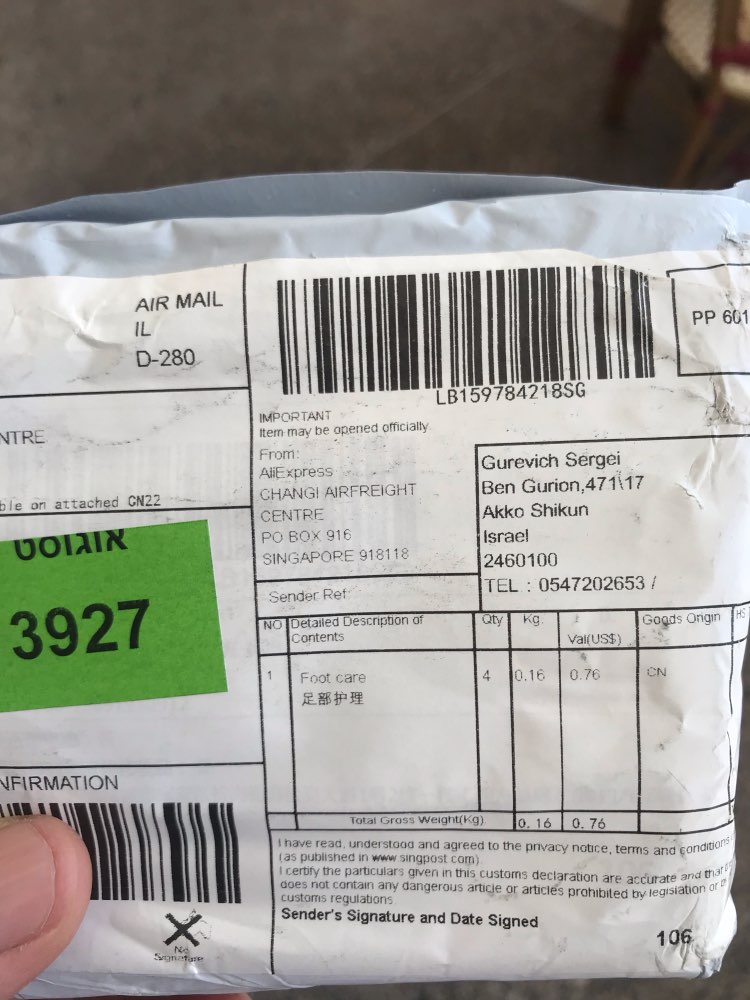 AIR MAIL
IL
D-280
LB159784218SG
PP 601
IMPORTANT
Item may be opened officially
NTRE
ble on attached CN22
From:
AliExpress
CHANGI AIRFREIGHT
CENTRE
PO BOX 916
SINGAPORE 918118
Sender Ref:
Gurevich Sergei
Ben Gurion,471\17
Akko Shikun
Israel
2460100
TEL : 0547202653 /
אוגוסט
3927
NO Detailed Description of Contents Qty Kg. Val(US$) Goods Origin HS
1 Foot care 4 0.16 0.76 CN
足部护理
Total Gross Weight(Kg) 0.16 0.76
NFIRMATION
No
Signature
I have read, understood and agreed to the privacy notice, terms and conditions
(as published in www singpost com)
I certify the particulars given in this customs declaration are accurate and that
does not contain any dangerous article or articles prohibited by legislation or
customs regulations
Sender's Signature and Date Signed
106